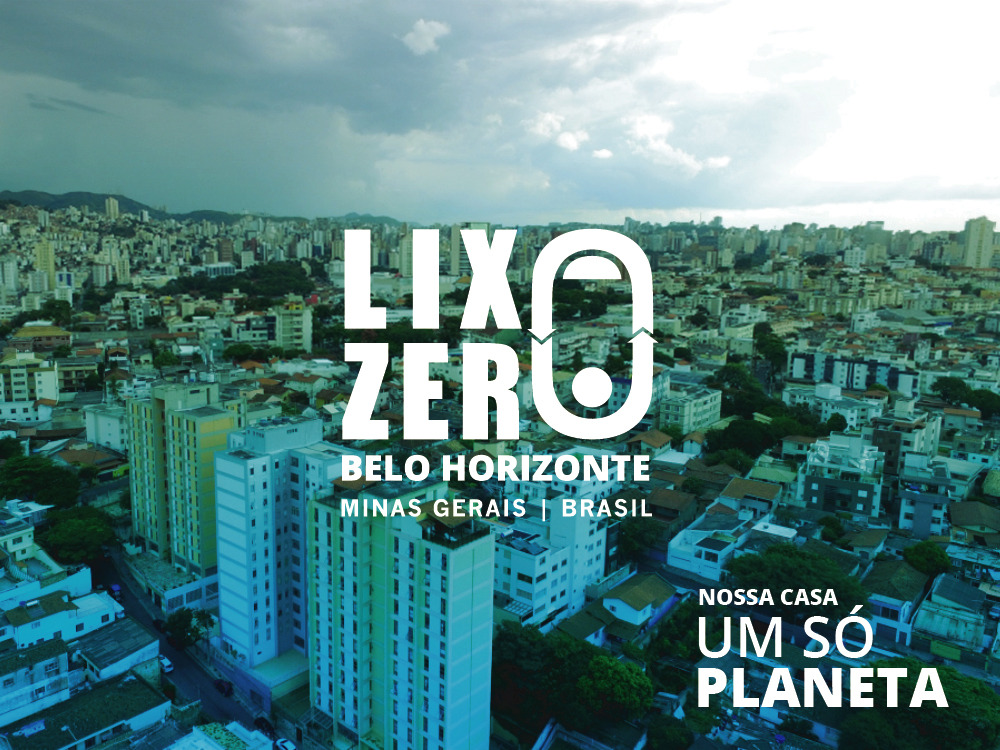 LIXO
ZERO
BELO HORIZONTE
MINAS GERAIS | BRASIL
NOSSA CASA
UM SÓ
PLANETA